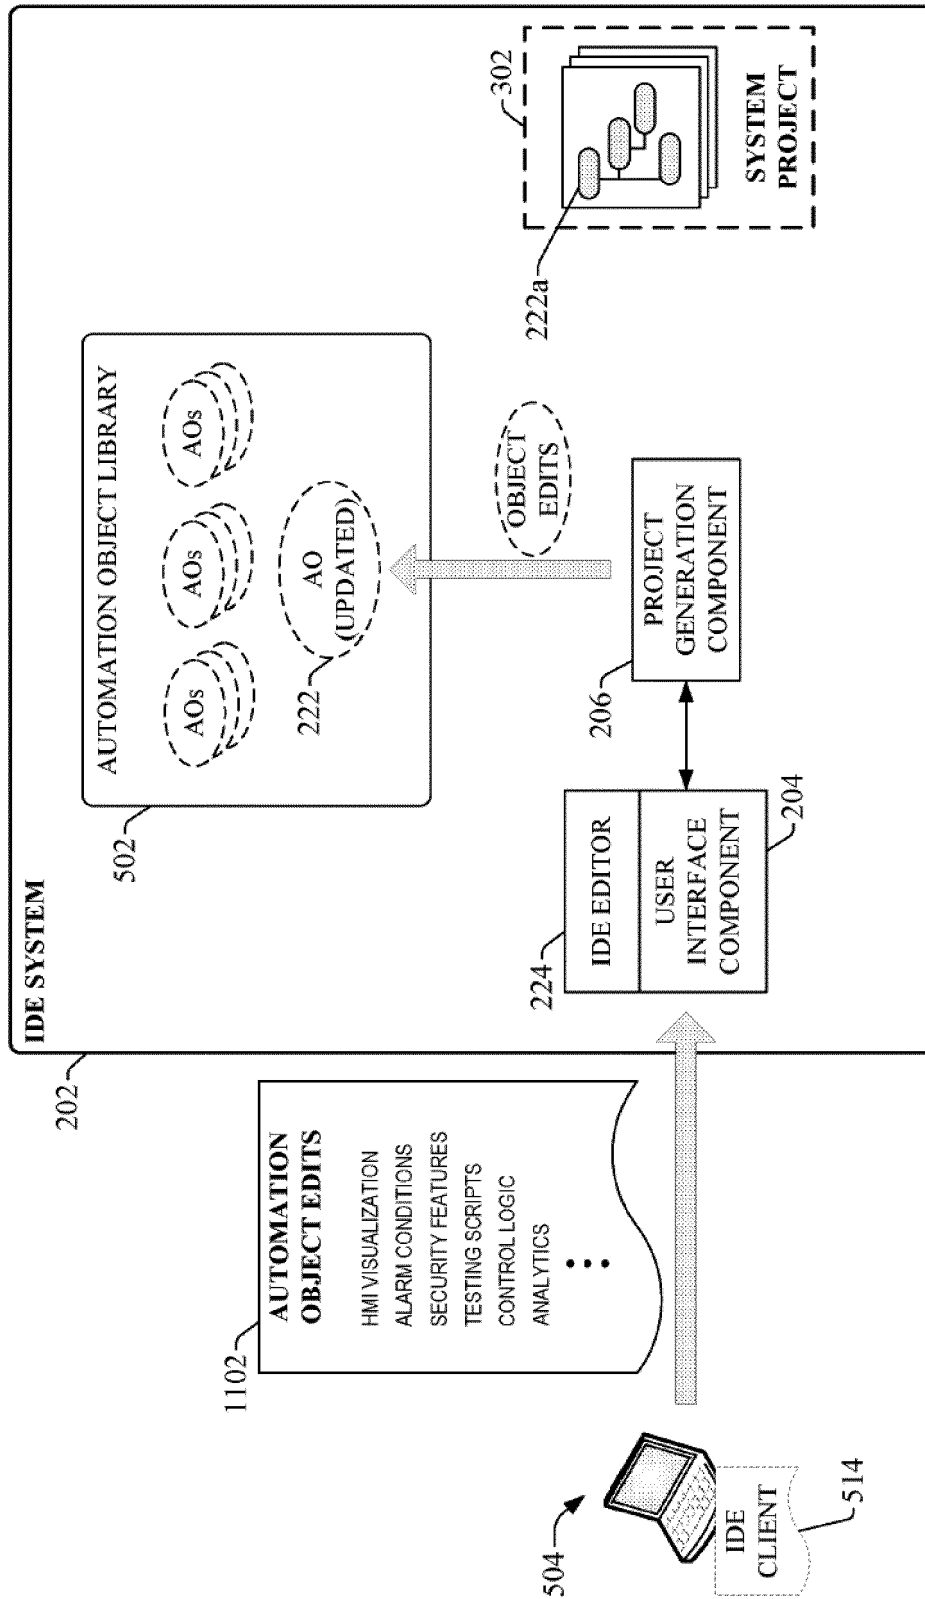 IDE SYSTEM
202
AUTOMATION OBJECT LIBRARY
AOs
AOs
AOs
AO
(UPDATED)
222
502
302
SYSTEM
PROJECT
222a
OBJECT
EDITS
AUTOMATION
OBJECT EDITS
HMI VISUALIZATION
ALARM CONDITIONS
SECURITY FEATURES
TESTING SCRIPTS
CONTROL LOGIC
ANALYTICS
1102
224
IDE EDITOR
USER
INTERFACE
COMPONENT
204
206
PROJECT
GENERATION
COMPONENT
504
IDE
CLIENT
514